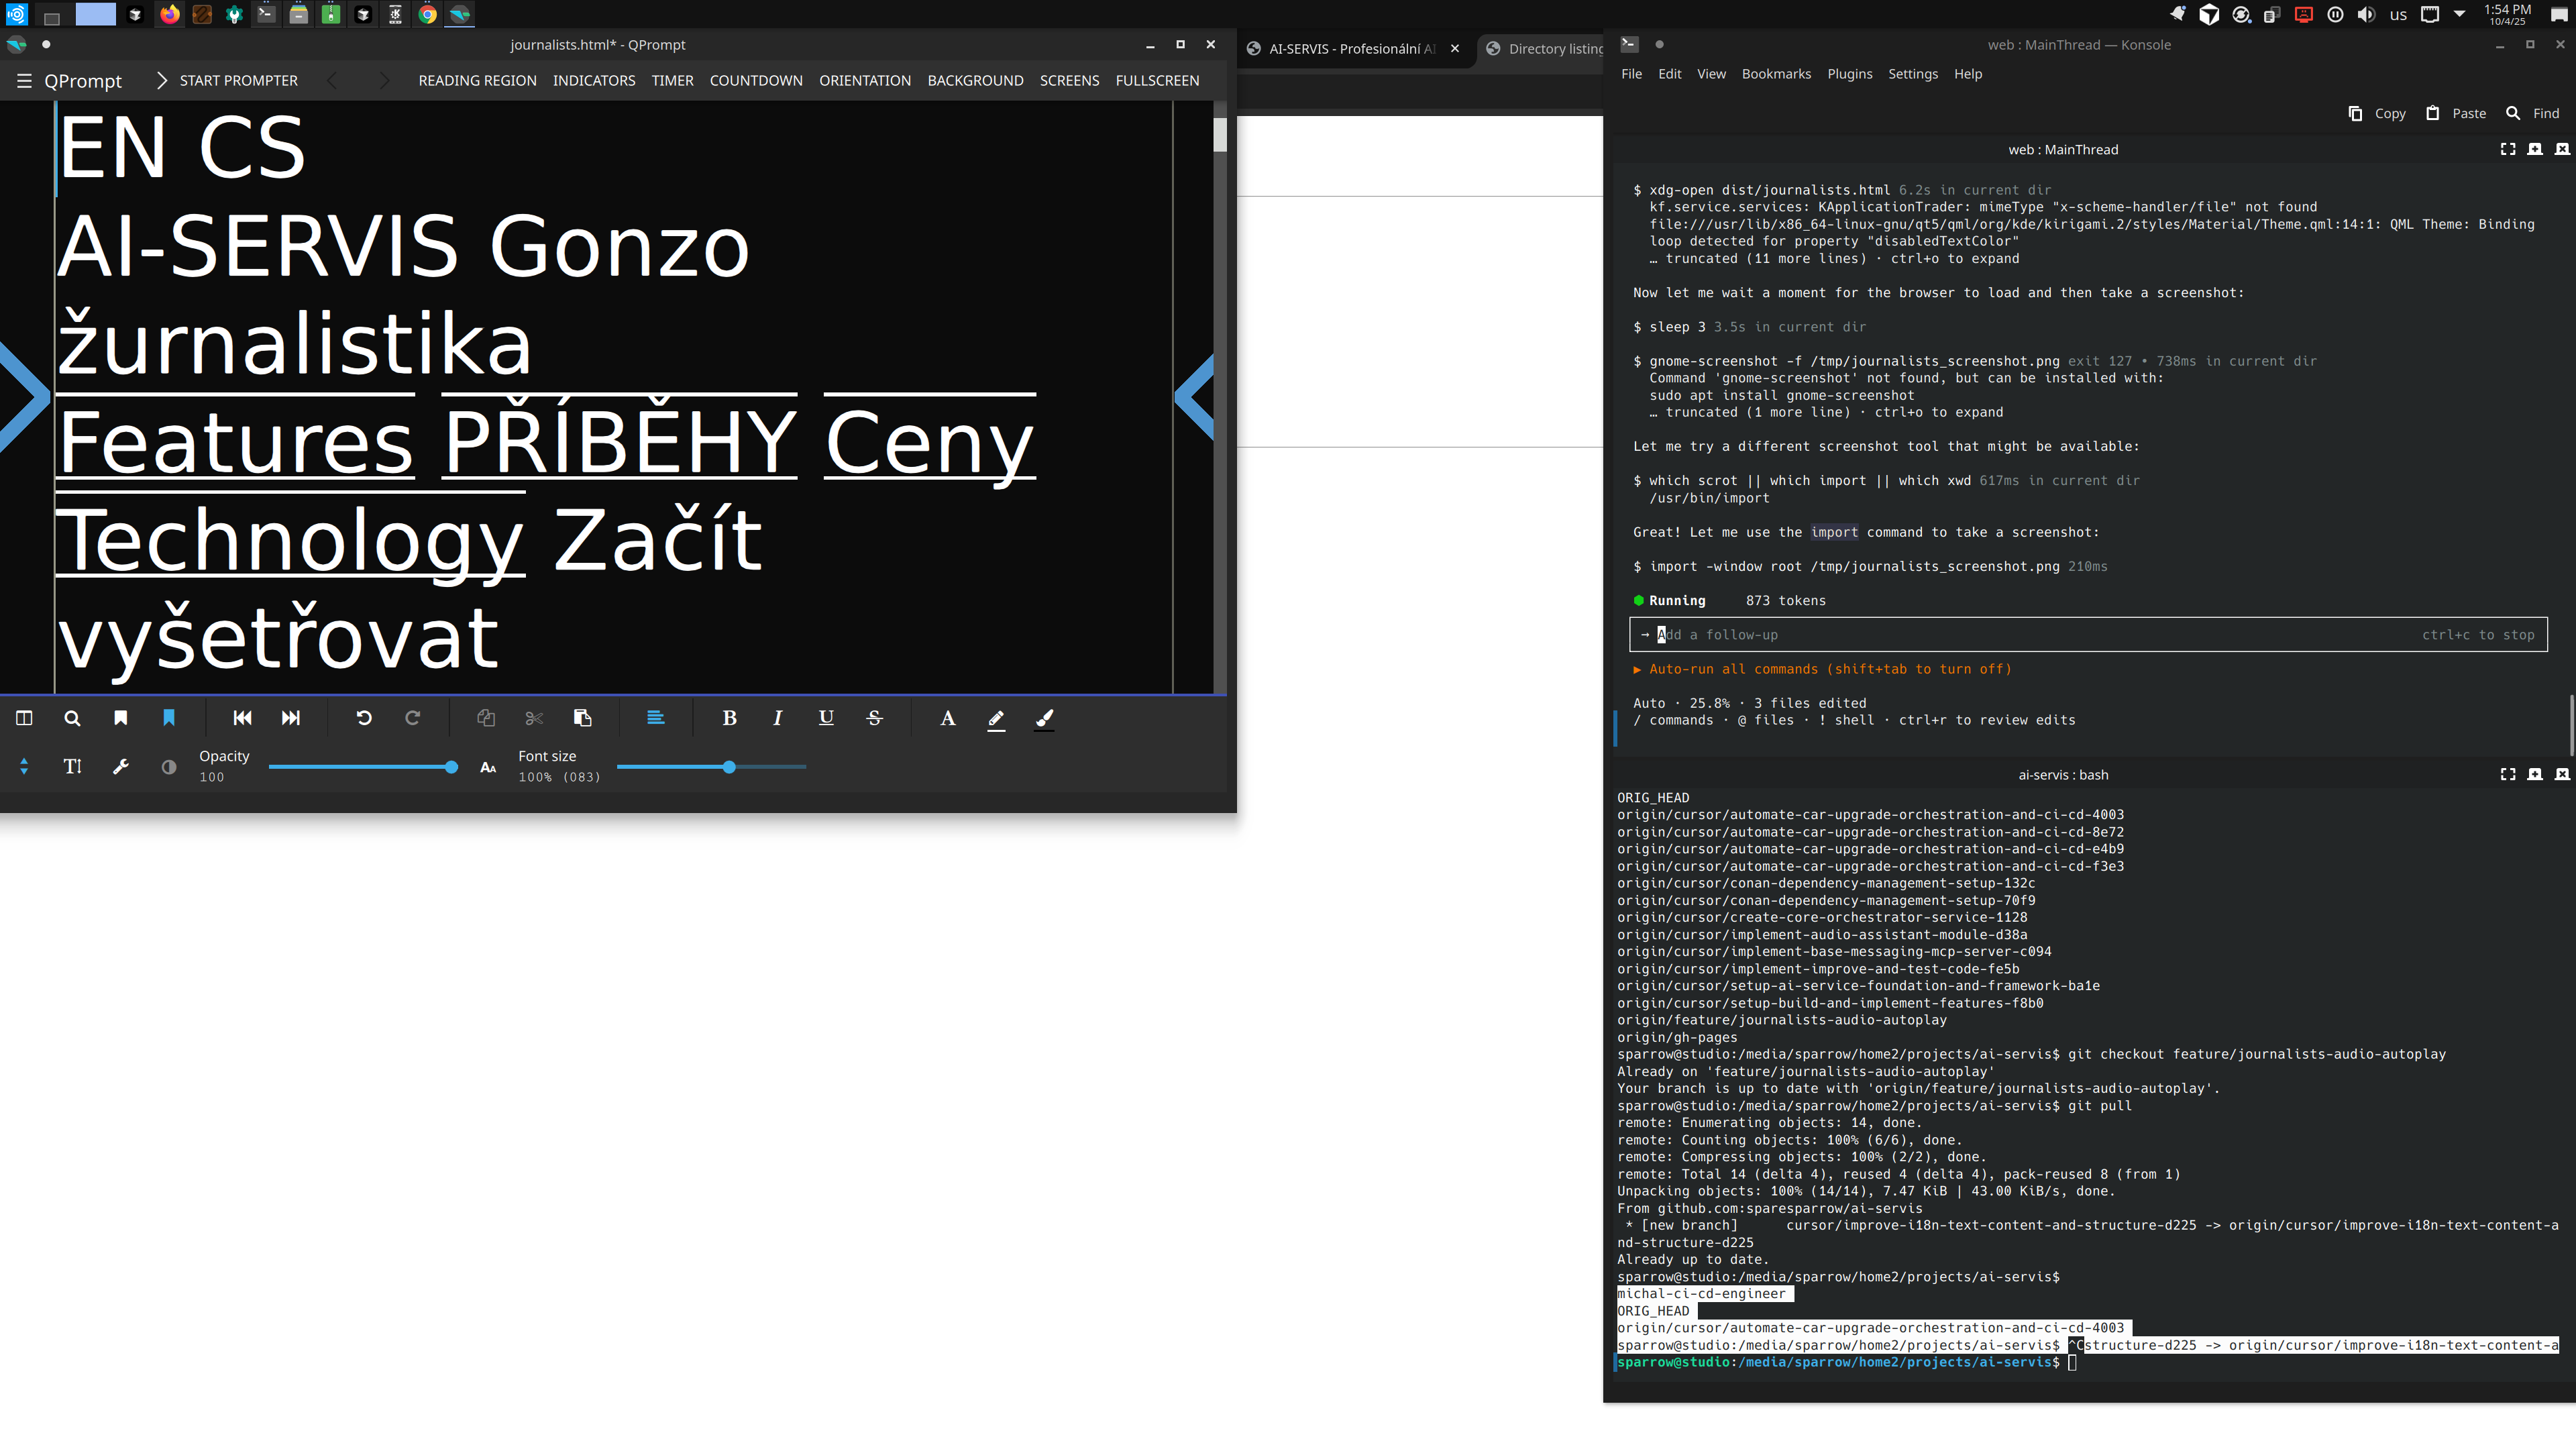 us
1:54 PM
10/4/25
journalists.html* - QPrompt
QPrompt
START PROMPTER
READING REGION
INDICATORS
TIMER
COUNTDOWN
ORIENTATION
BACKGROUND
SCREENS
FULLSCREEN
EN CS
AI-SERVIS Gonzo
žurnalistika
Features PŘÍBĚHY Ceny
Technology Začít
vyšetřovat
B I U S A
Opacity
100
Font size
100% (083)
AI-SERVIS - Profesionální AI
Directory listing
web : MainThread — Konsole
File Edit View Bookmarks Plugins Settings Help
Copy Paste Find
web : MainThread
$ xdg-open dist/journalists.html 6.2s in current dir
kf.service.services: KApplicationTrader: mimeType "x-scheme-handler/file" not found
file:///usr/lib/x86_64-linux-gnu/qt5/qml/org/kde/kirigami.2/styles/Material/Theme.qml:14:1: QML Theme: Binding
loop detected for property "disabledTextColor"
… truncated (11 more lines) · ctrl+o to expand
Now let me wait a moment for the browser to load and then take a screenshot:
$ sleep 3 3.5s in current dir
$ gnome-screenshot -f /tmp/journalists_screenshot.png exit 127 • 738ms in current dir
Command 'gnome-screenshot' not found, but can be installed with:
sudo apt install gnome-screenshot
… truncated (1 more line) · ctrl+o to expand
Let me try a different screenshot tool that might be available:
$ which scrot || which import || which xwd 617ms in current dir
/usr/bin/import
Great! Let me use the import command to take a screenshot:
$ import -window root /tmp/journalists_screenshot.png 210ms
Running 873 tokens
→ Add a follow-up ctrl+c to stop
▶ Auto-run all commands (shift+tab to turn off)
Auto · 25.8% · 3 files edited
/ commands · @ files · ! shell · ctrl+r to review edits
ai-servis : bash
ORIG_HEAD
origin/cursor/automate-car-upgrade-orchestration-and-ci-cd-4003
origin/cursor/automate-car-upgrade-orchestration-and-ci-cd-8e72
origin/cursor/automate-car-upgrade-orchestration-and-ci-cd-e4b9
origin/cursor/automate-car-upgrade-orchestration-and-ci-cd-f3e3
origin/cursor/conan-dependency-management-setup-132c
origin/cursor/conan-dependency-management-setup-70f9
origin/cursor/create-core-orchestrator-service-1128
origin/cursor/implement-audio-assistant-module-d38a
origin/cursor/implement-base-messaging-mcp-server-c094
origin/cursor/implement-improve-and-test-code-fe5b
origin/cursor/setup-ai-service-foundation-and-framework-ba1e
origin/cursor/setup-build-and-implement-features-f8b0
origin/feature/journalists-audio-autoplay
origin/gh-pages
sparrow@studio:/media/sparrow/home2/projects/ai-servis$ git checkout feature/journalists-audio-autoplay
Already on 'feature/journalists-audio-autoplay'
Your branch is up to date with 'origin/feature/journalists-audio-autoplay'.
sparrow@studio:/media/sparrow/home2/projects/ai-servis$ git pull
remote: Enumerating objects: 14, done.
remote: Counting objects: 100% (6/6), done.
remote: Compressing objects: 100% (2/2), done.
remote: Total 14 (delta 4), reused 4 (delta 4), pack-reused 8 (from 1)
Unpacking objects: 100% (14/14), 7.47 KiB | 43.00 KiB/s, done.
From github.com:sparesparrow/ai-servis
* [new branch] cursor/improve-i18n-text-content-and-structure-d225 -> origin/cursor/improve-i18n-text-content-a
nd-structure-d225
Already up to date.
sparrow@studio:/media/sparrow/home2/projects/ai-servis$
michal-ci-cd-engineer
ORIG_HEAD
origin/cursor/automate-car-upgrade-orchestration-and-ci-cd-4003
sparrow@studio:/media/sparrow/home2/projects/ai-servis$ ^Cstructure-d225 -> origin/cursor/improve-i18n-text-content-a
sparrow@studio:/media/sparrow/home2/projects/ai-servis$